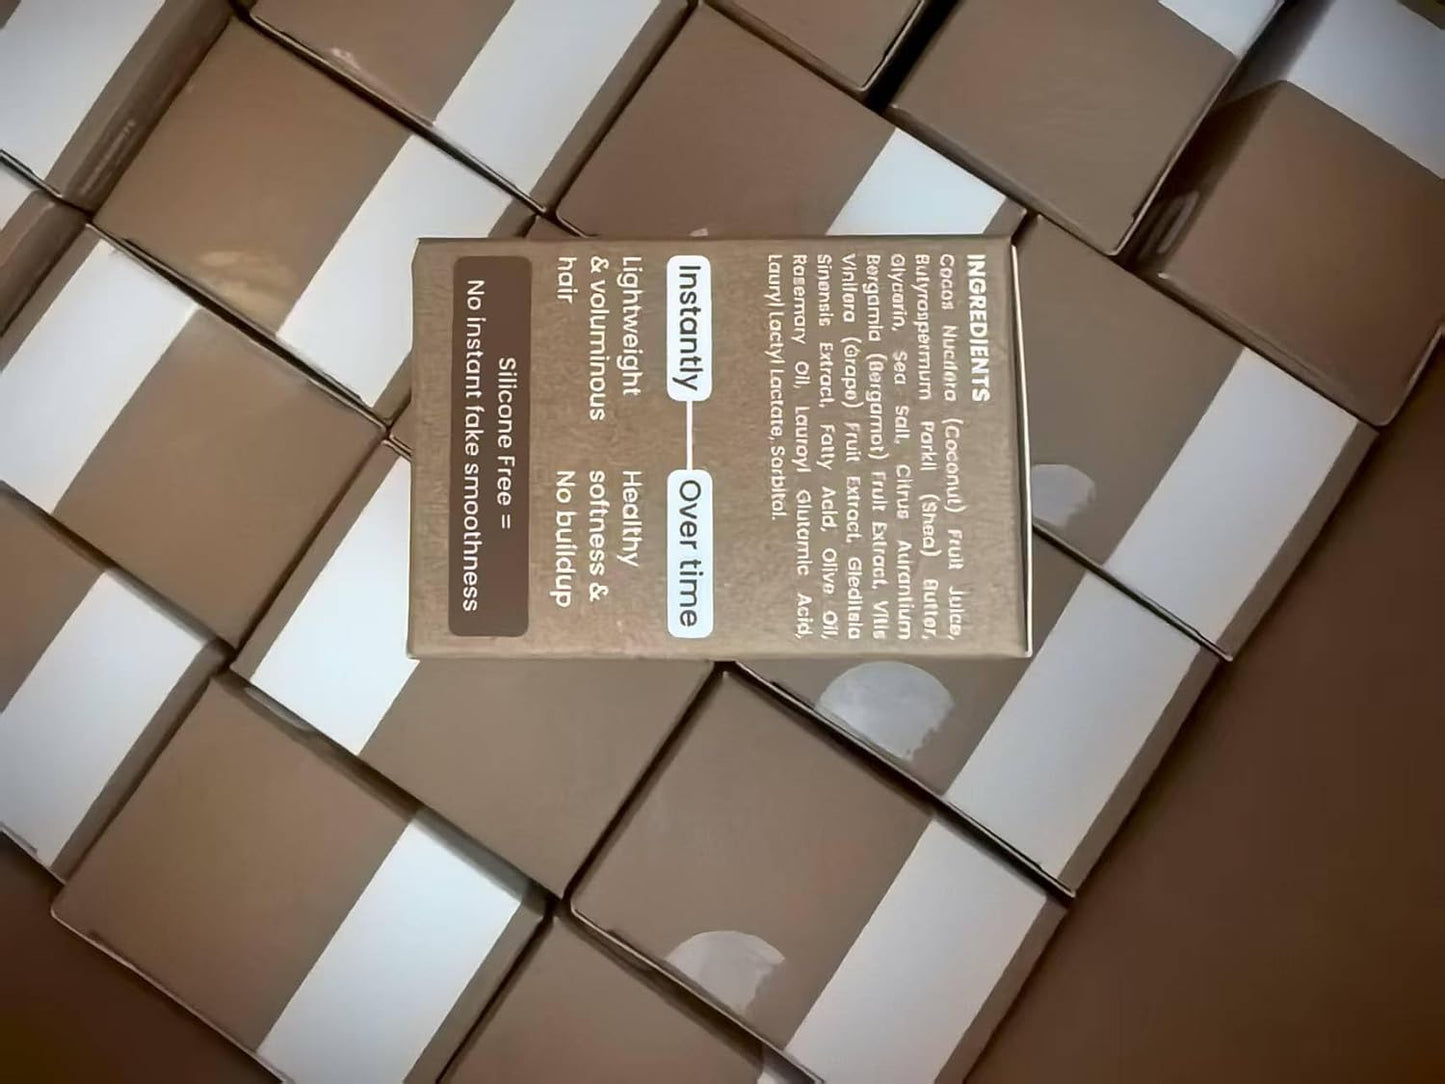 INGREDIENTS
Cocos Nucifera (Coconut) Fruit Juice,
Butyrospermum Parkii (Shea) Butter,
Glycerin, Sea Salt, Citrus Aurantium
Bergamia (Bergamot) Fruit Extract, Vitis
Vinifera (Grape) Fruit Extract, Gleditsia
Sinensis Extract, Fatty Acid, Olive Oil,
Rosemary Oil, Lauroyl Glutamic Acid,
Lauryl Lactyl Lactate, Sorbitol.
Instantly
Over time
Lightweight
& voluminous
hair
Healthy
softness &
No buildup
Silicone Free =
No instant fake smoothness